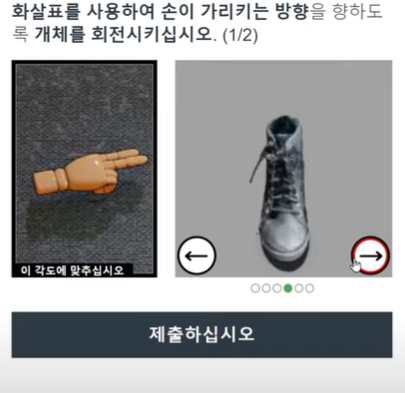 화살표를 사용하여 손이 가리키는 방향을 향하도
록 개체를 회전시키십시오. (1/2)
이 각도에 맞추십시오
제출하십시오